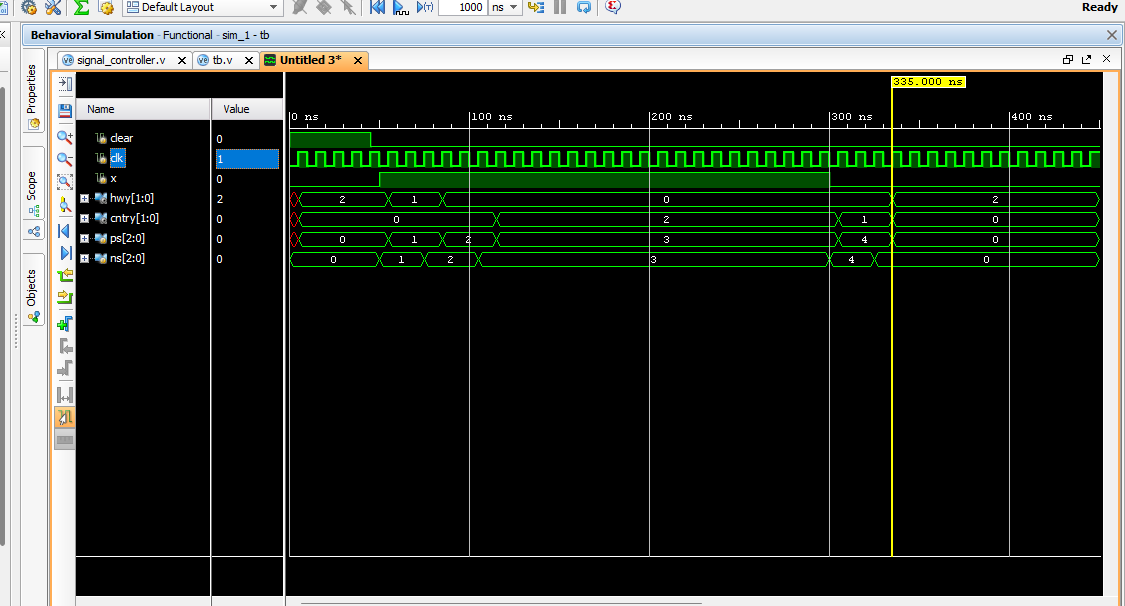 Default Layout
1000 ns
Ready
Behavioral Simulation - Functional - sim_1 - tb
signal_controller.v
tb.v
Untitled 3*
Properties
Scope
Objects
Name Value
335.000 ns
0 ns 100 ns 200 ns 300 ns 400 ns
clear 0
clk 1
x 0
hwy[1:0] 2 2 1 0 2
cntry[1:0] 0 0 2 1 0
ps[2:0] 0 0 1 2 3 4 0
ns[2:0] 0 0 1 2 3 4 0